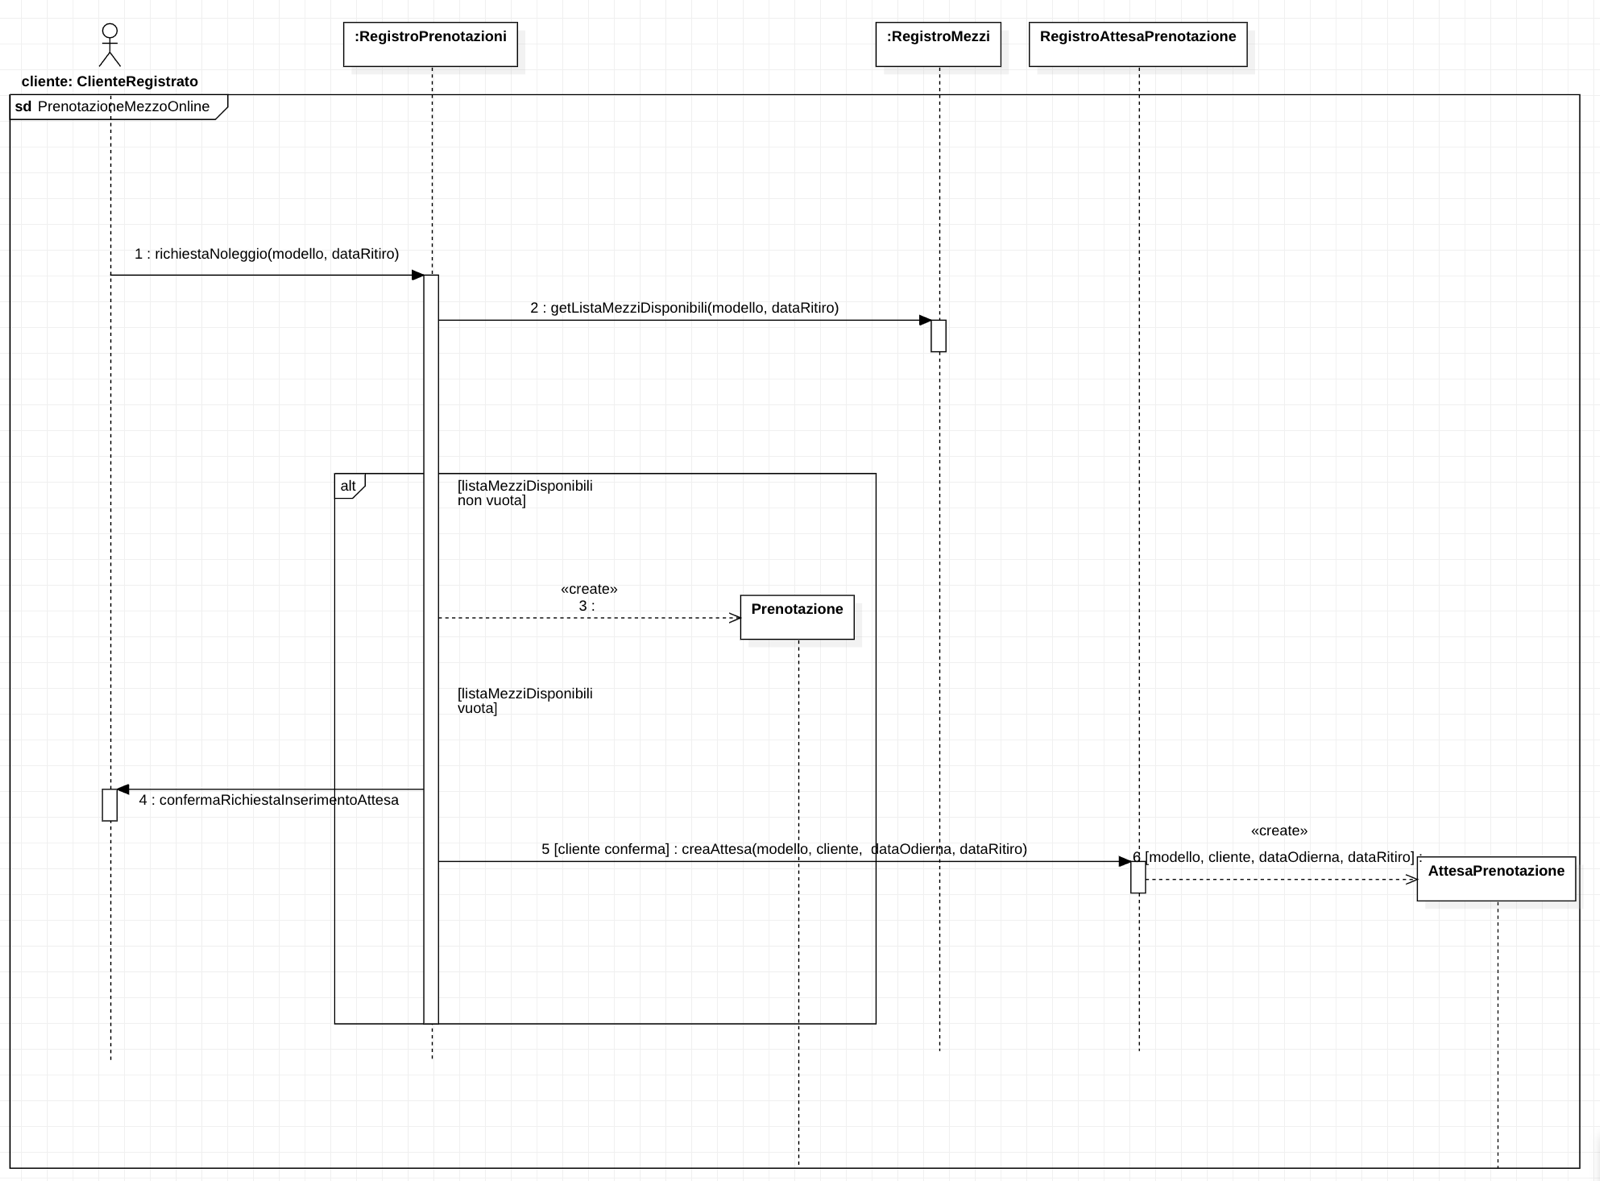 :RegistroPrenotazioni
:RegistroMezzi
RegistroAttesaPrenotazione
cliente: ClienteRegistrato
sd PrenotazioneMezzoOnline
1 : richiestaNoleggio(modello, dataRitiro)
2 : getListaMezziDisponibili(modello, dataRitiro)
alt
[listaMezziDisponibili
non vuota]
«create»
3 :
Prenotazione
[listaMezziDisponibili
vuota]
4 : confermaRichiestaInserimentoAttesa
«create»
5 [cliente conferma] : creaAttesa(modello, cliente, dataOdierna, dataRitiro)
6 [modello, cliente, dataOdierna, dataRitiro] :
AttesaPrenotazione